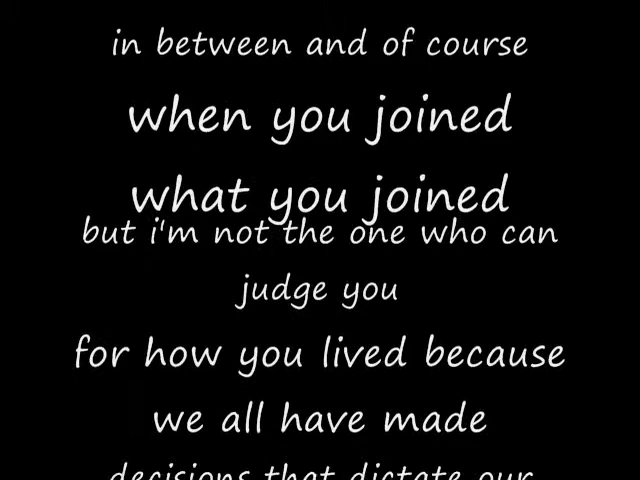 in between and of course
when you joined
what you joined
but i'm not the one who can
judge you
for how you lived because
we all have made
decisions that dictate our